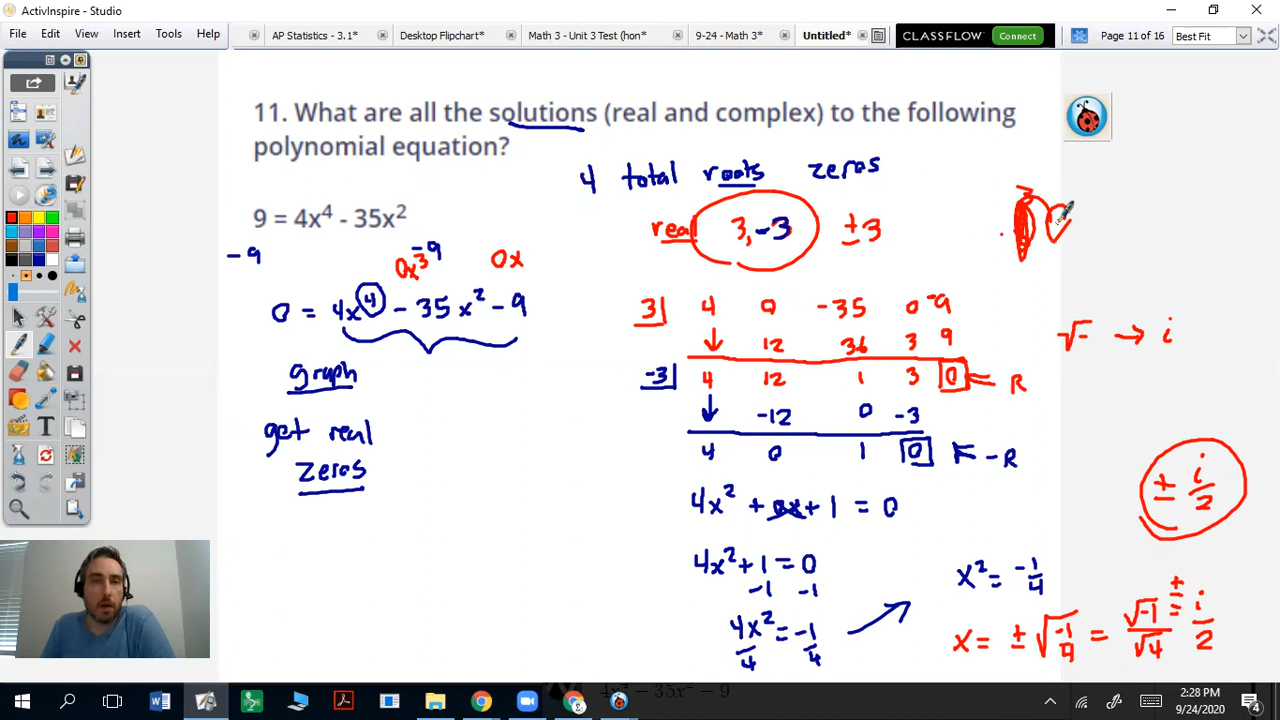 ActivInspire - Studio
File Edit View Insert Tools Help
AP Statistics - 3.1* Desktop Flipchart* Math 3 - Unit 3 Test (hon* 9-24 - Math 3* Untitled* CLASSFLOW Connect Page 11 of 16 Best Fit
11. What are all the solutions (real and complex) to the following
polynomial equation?
4 total roots zeros
9 = 4x⁴ - 35x²
real 3, -3 ± 3
-9 -9
0x³ 0x
0 = 4x⁴ - 35x² - 9
graph
get real
zeros
3| 4 0 -35 0 -9
12 36 3 9
-3| 4 12 1 3 0 R
-12 0 -3
4 0 1 0 ← -R
4x² + 0x + 1 = 0
4x² + 1 = 0
-1 -1
4x² = -1
4 4
x² = -1/4
x = ± √-1/4 = √-1/√4 = ± i/2
3
√- → i
± i/2
4x⁴ - 35x² - 9
2:28 PM
9/24/2020
4